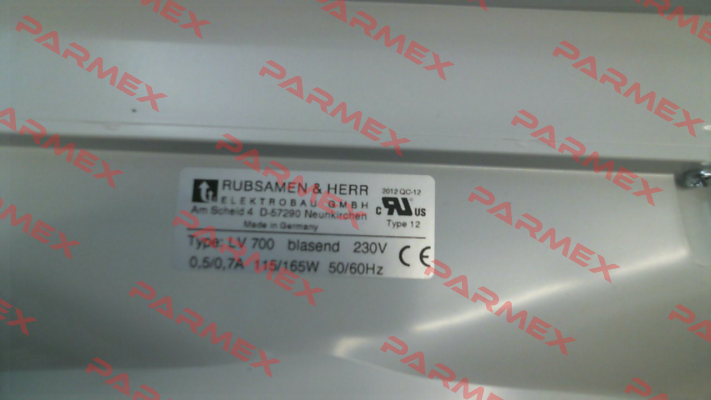 RUBSAMEN & HERR
ELEKTROBAU GMBH
Am Scheid 4 D-57290 Neunkirchen
Made in Germany
2012 QC-12
c RU US
Type 12
Type: LV 700 blasend 230V
0,5/0,7A 115/165W 50/60Hz
CE
PARMEX
PARMEX
PARMEX
PARMEX
PARMEX
PARMEX
PARMEX
PARMEX
PARMEX
PARMEX
PARMEX